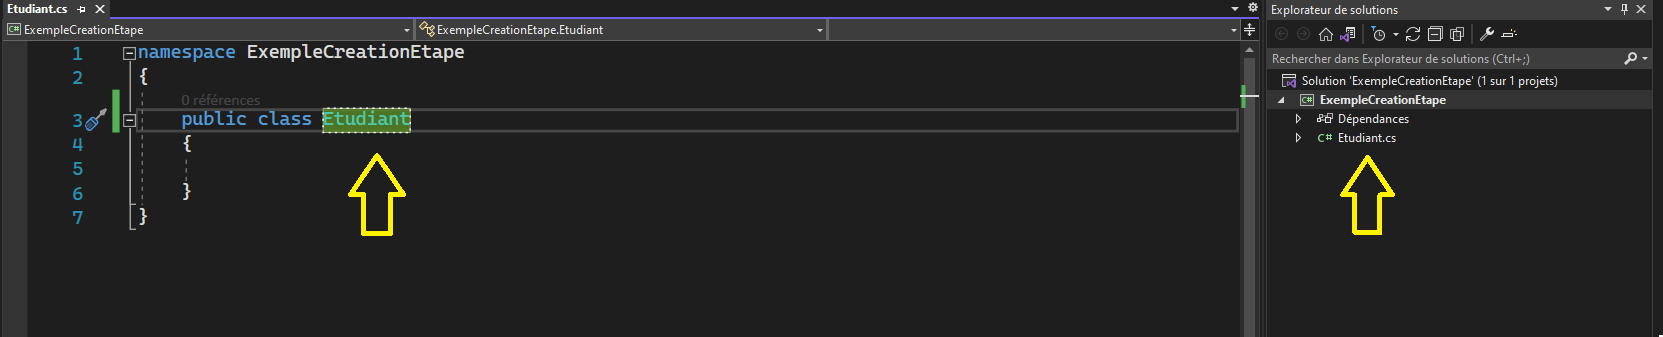 Etudiant.cs
ExempleCreationEtape
ExempleCreationEtape.Etudiant
1 namespace ExempleCreationEtape
2 {
0 références
3 public class Etudiant
4 {
5
6 }
7 }
Explorateur de solutions
Rechercher dans Explorateur de solutions (Ctrl+;)
Solution 'ExempleCreationEtape' (1 sur 1 projets)
C# ExempleCreationEtape
Dépendances
C# Etudiant.cs